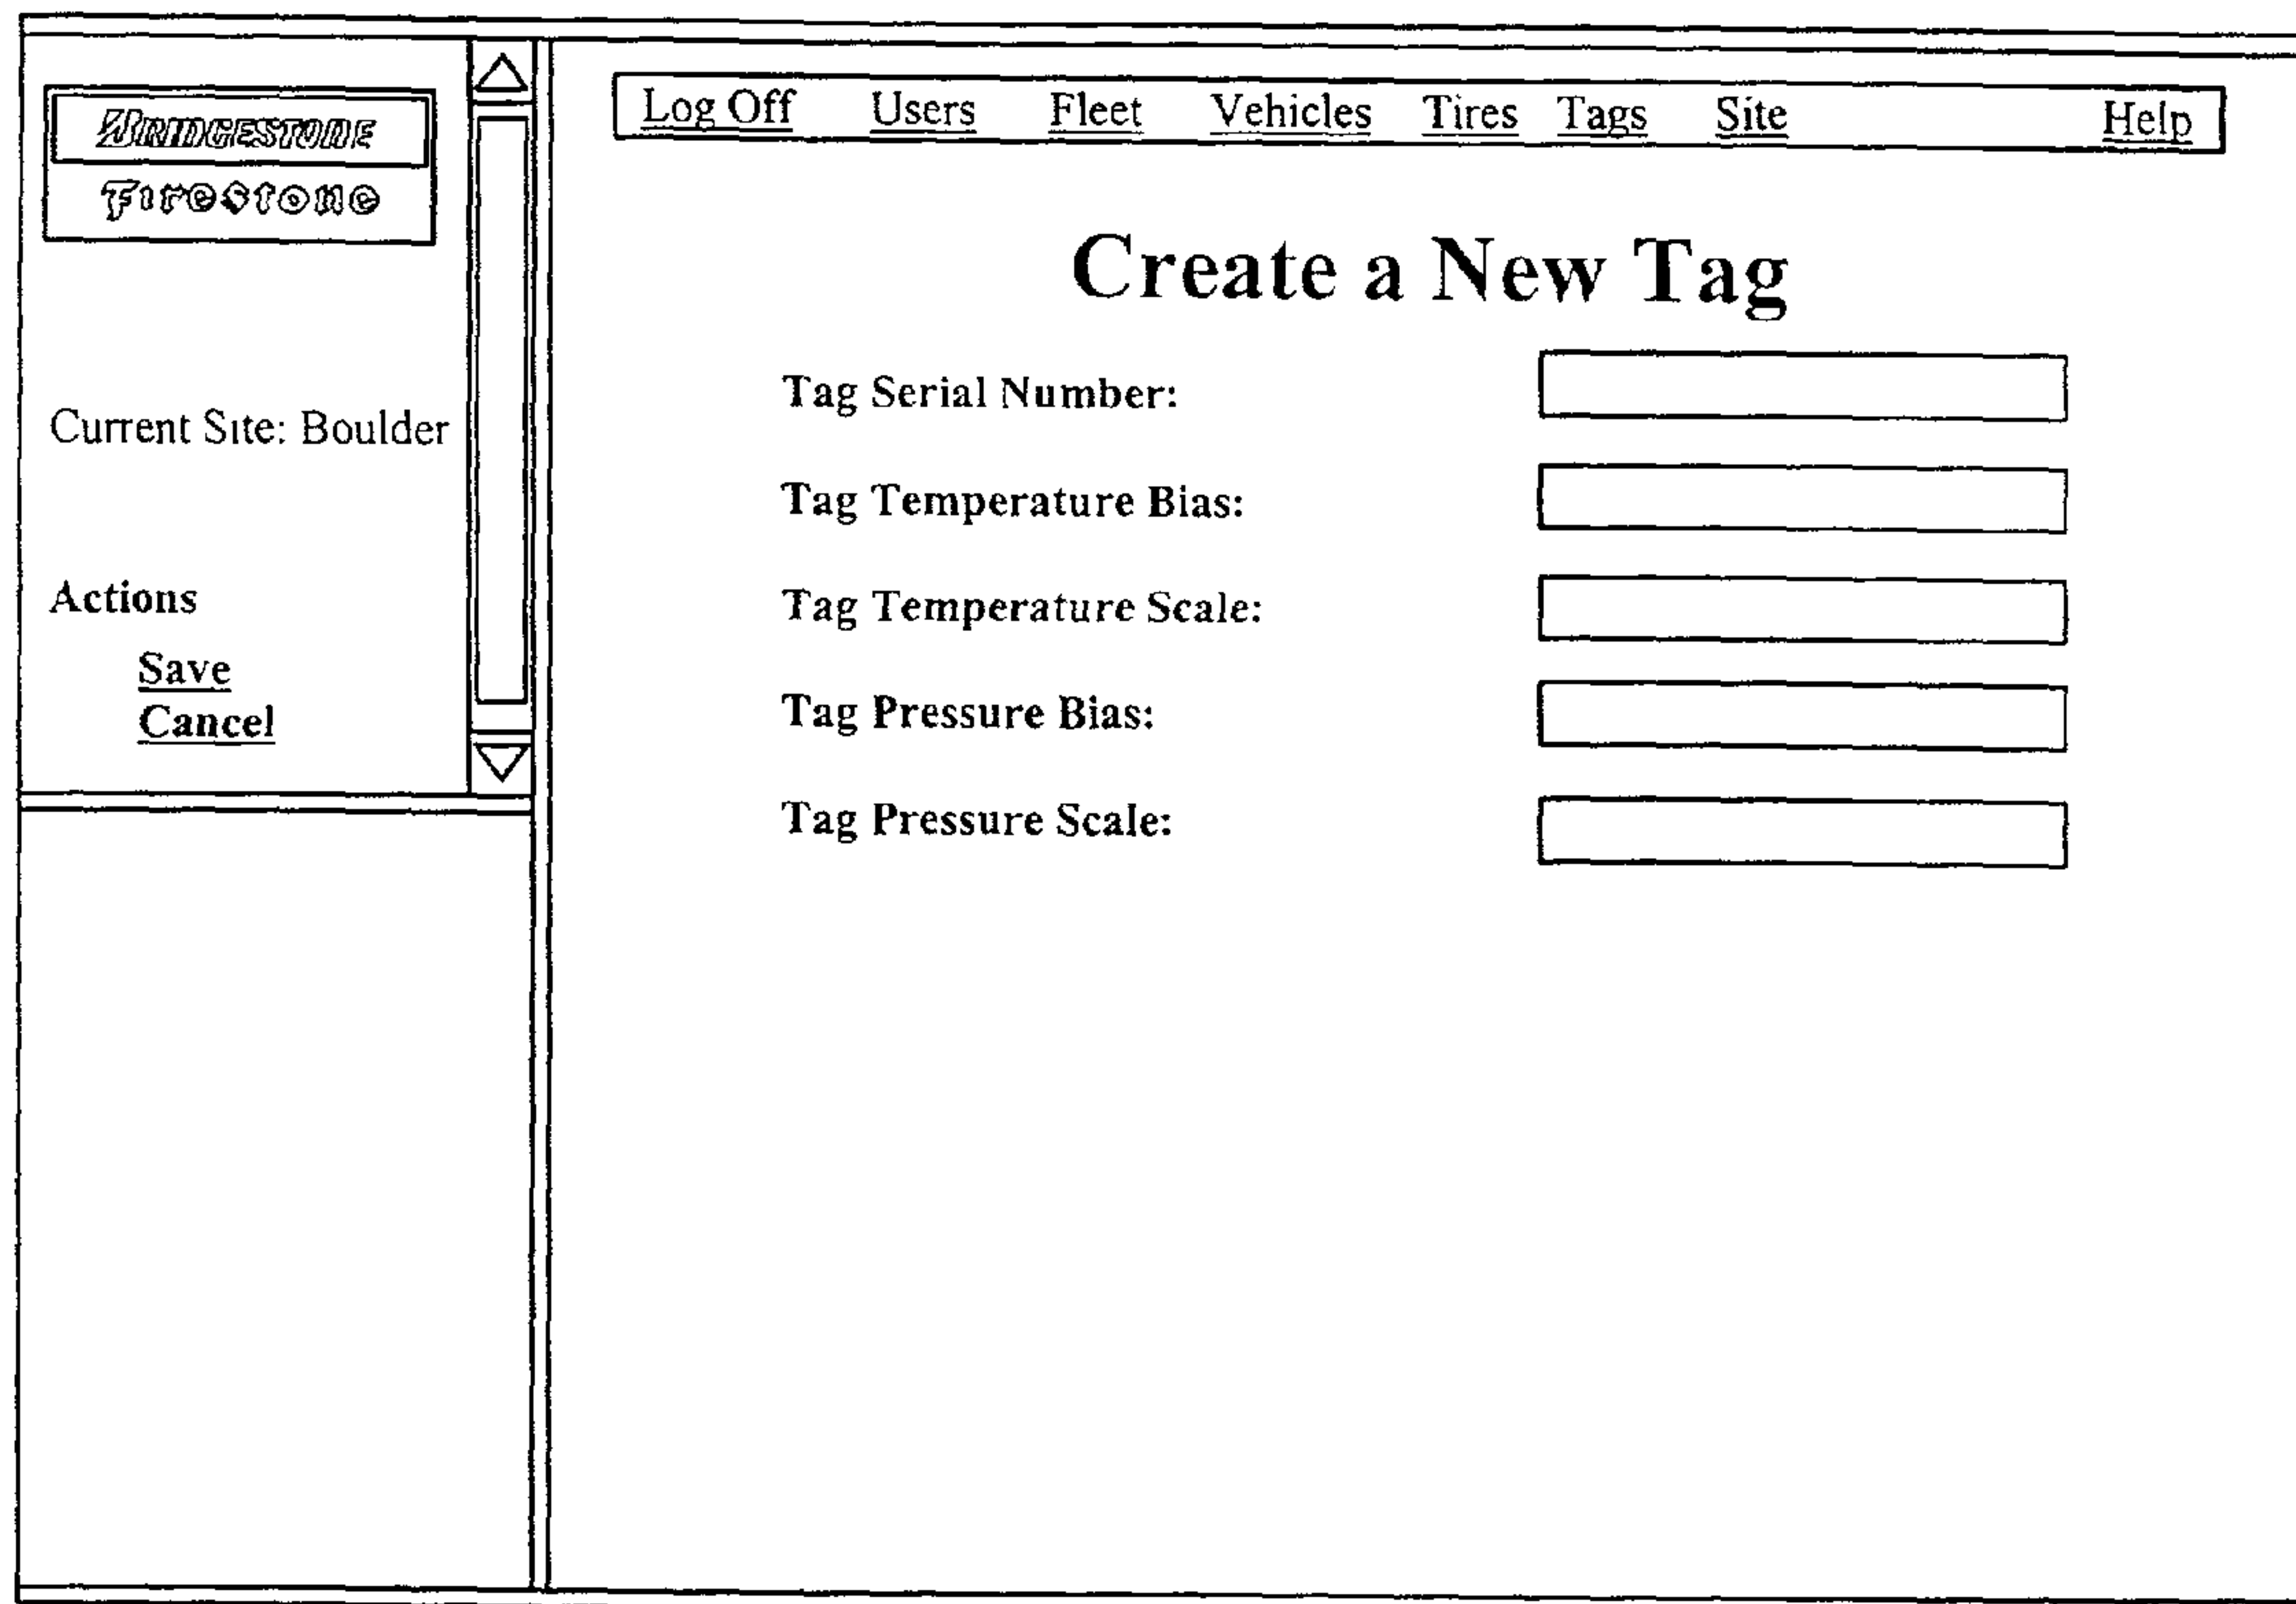 BRIDGESTONE
Firestone
Current Site: Boulder
Actions
Save
Cancel
Log Off Users Fleet Vehicles Tires Tags Site Help
Create a New Tag
Tag Serial Number:
Tag Temperature Bias:
Tag Temperature Scale:
Tag Pressure Bias:
Tag Pressure Scale: